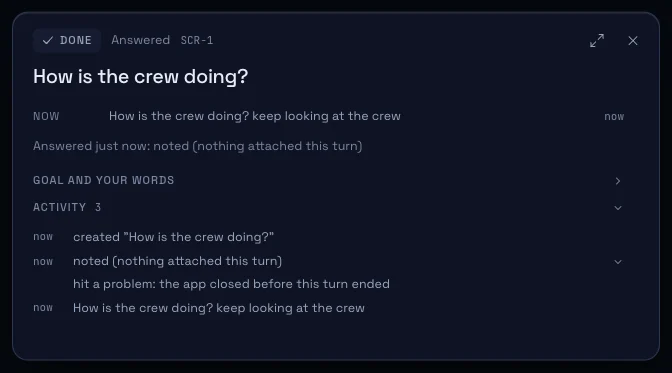 DONE Answered SCR-1
How is the crew doing?
NOW How is the crew doing? keep looking at the crew now
Answered just now: noted (nothing attached this turn)
GOAL AND YOUR WORDS
ACTIVITY 3
now created "How is the crew doing?"
now noted (nothing attached this turn)
hit a problem: the app closed before this turn ended
now How is the crew doing? keep looking at the crew